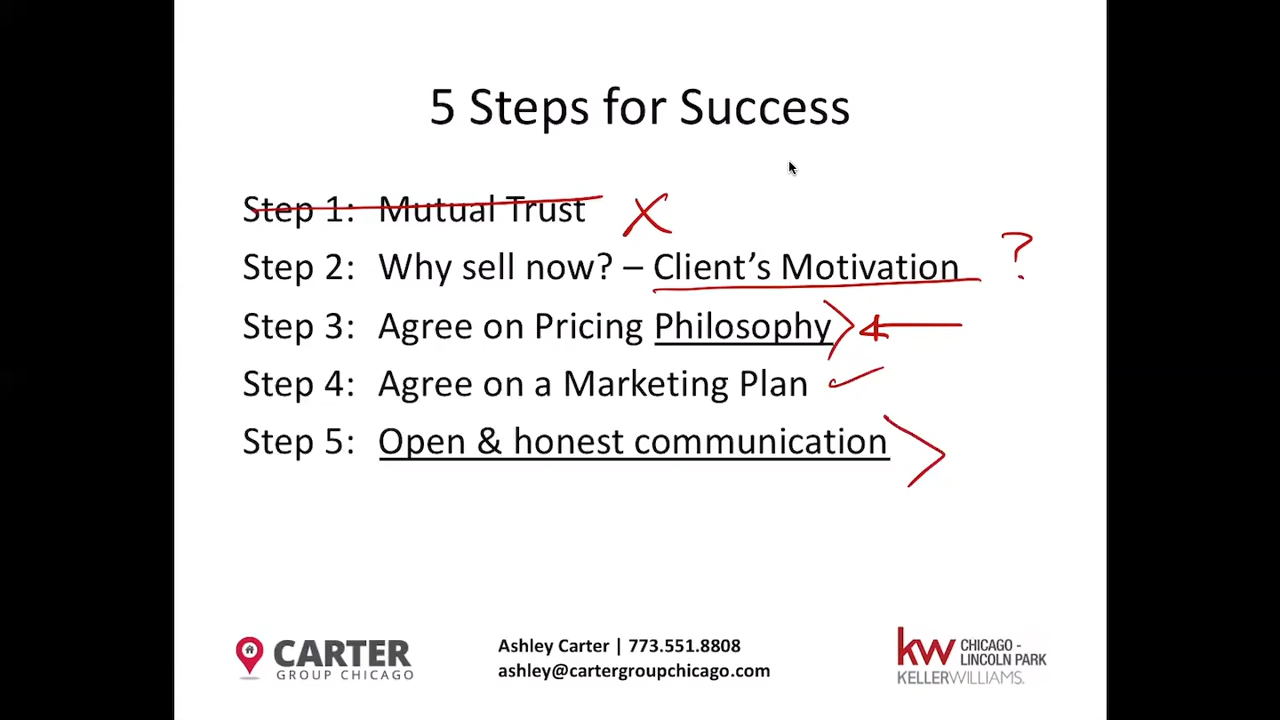 5 Steps for Success
Step 1: Mutual Trust X
Step 2: Why sell now? – Client’s Motivation ?
Step 3: Agree on Pricing Philosophy
Step 4: Agree on a Marketing Plan
Step 5: Open & honest communication
CARTER
GROUP CHICAGO
Ashley Carter | 773.551.8808
ashley@cartergroupchicago.com
kw CHICAGO -
LINCOLN PARK
KELLERWILLIAMS.